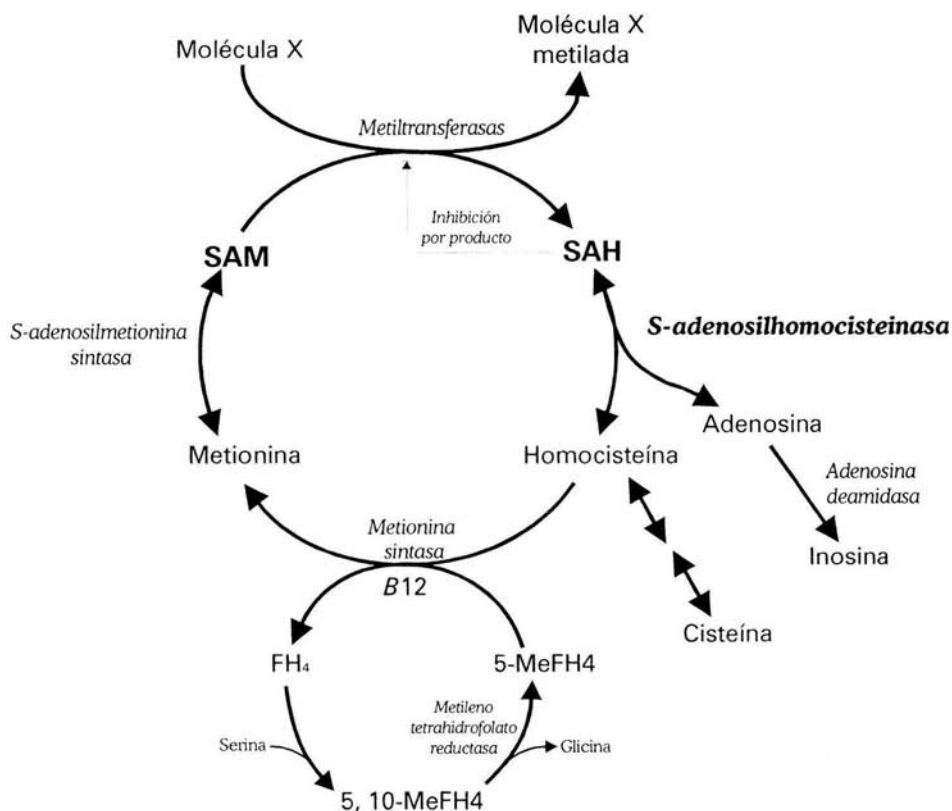 Molécula X
Molécula X
metilada
Metiltransferasas
Inhibición
por producto
SAM
SAH
S-adenosilmetionina
sintasa
S-adenosilhomocisteinasa
Adenosina
Metionina
Homocisteína
Adenosina
deamidasa
Metionina
sintasa
B12
Inosina
Cisteína
FH4
5-MeFH4
Metileno
tetrahidrofolato
reductasa
Serina
Glicina
5, 10-MeFH4